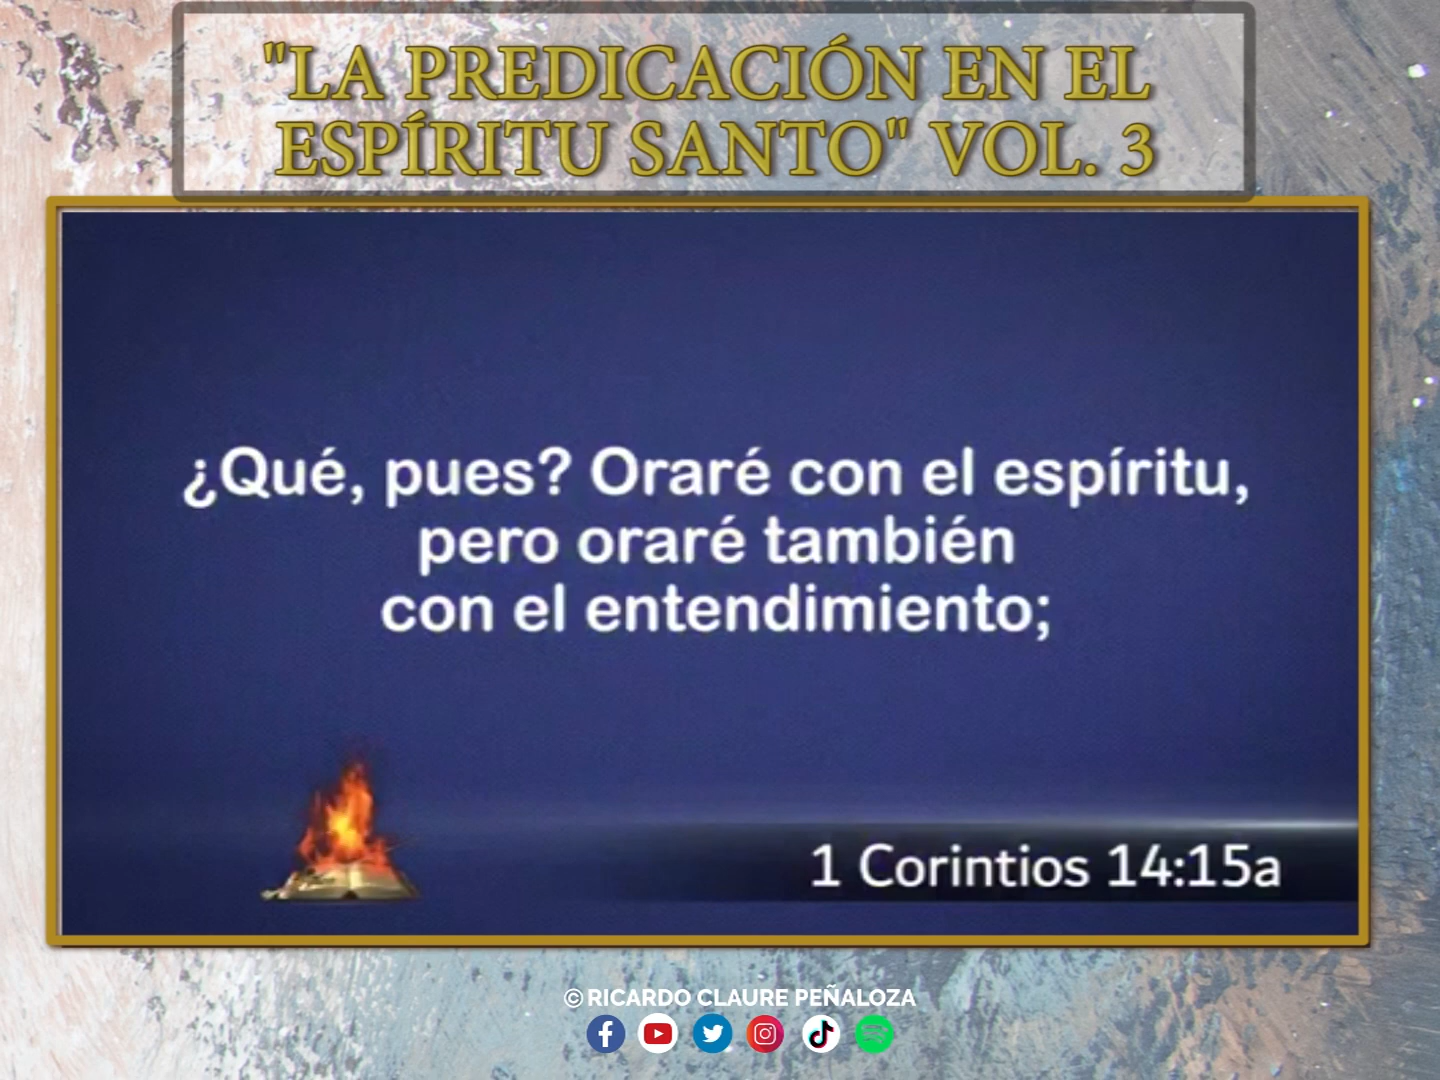 "LA PREDICACIÓN EN EL
ESPÍRITU SANTO" VOL. 3
¿Qué, pues? Oraré con el espíritu,
pero oraré también
con el entendimiento;
1 Corintios 14:15a
© RICARDO CLAURE PEÑALOZA